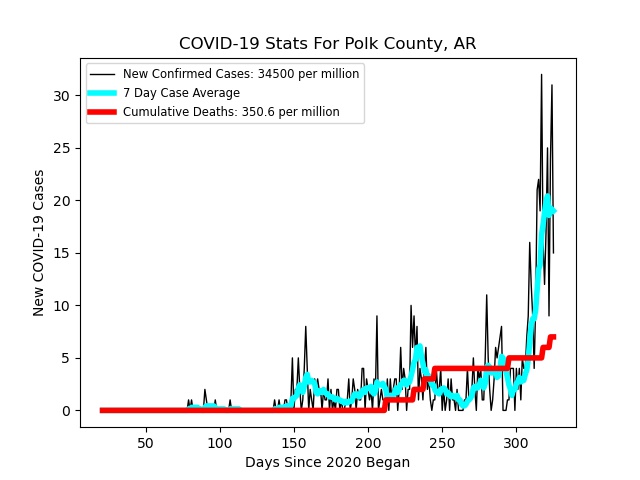 COVID-19 Stats For Polk County, AR
New Confirmed Cases: 34500 per million
7 Day Case Average
Cumulative Deaths: 350.6 per million
New COVID-19 Cases
30
25
20
15
10
5
0
50 100 150 200 250 300
Days Since 2020 Began